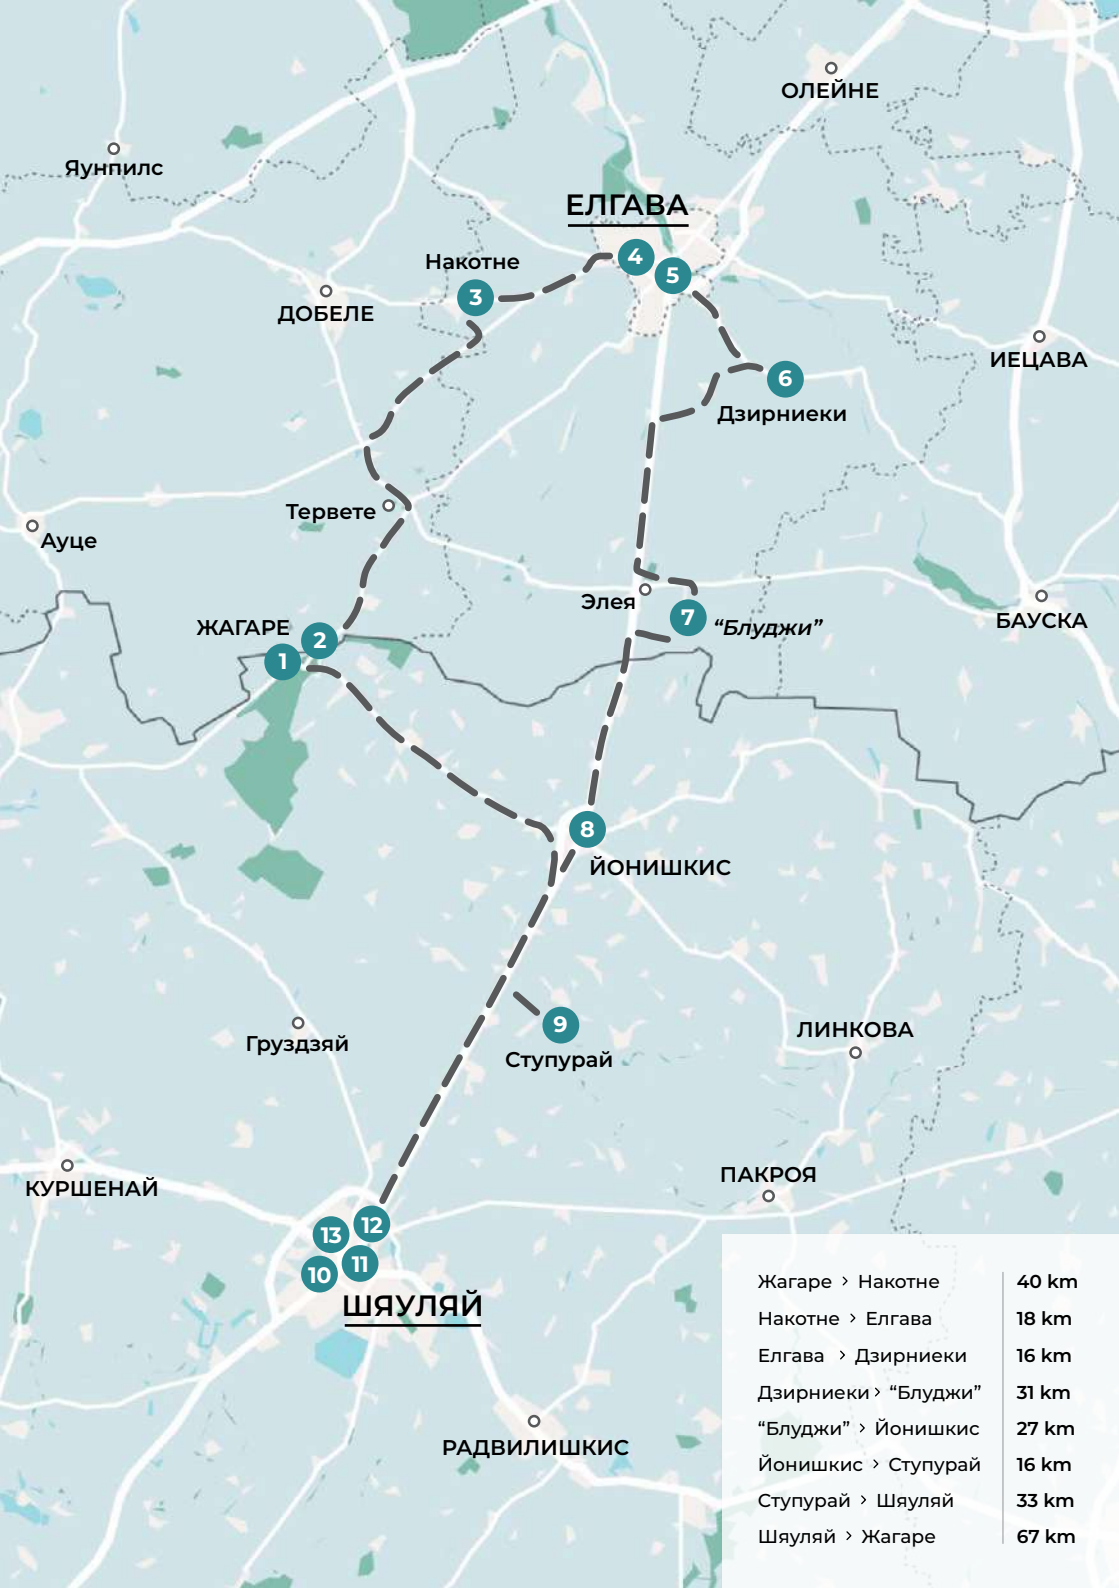 ОЛЕЙНЕ
Яунпилс
ЕЛГАВА
4
5
Накотне
3
ДОБЕЛЕ
ИЕЦАВА
6
Дзирниеки
Тервете
Ауце
Элея
7
“Блуджи”
БАУСКА
ЖАГАРЕ
2
1
8
ЙОНИШКИС
9
Ступурай
Груздзяй
ЛИНКОВА
КУРШЕНАЙ
ПАКРОЯ
13
12
10
11
ШЯУЛЯЙ
РАДВИЛИШКИС
Жагаре › Накотне 40 km
Накотне › Елгава 18 km
Елгава › Дзирниеки 16 km
Дзирниеки › “Блуджи” 31 km
“Блуджи” › Йонишкис 27 km
Йонишкис › Ступурай 16 km
Ступурай › Шяуляй 33 km
Шяуляй › Жагаре 67 km